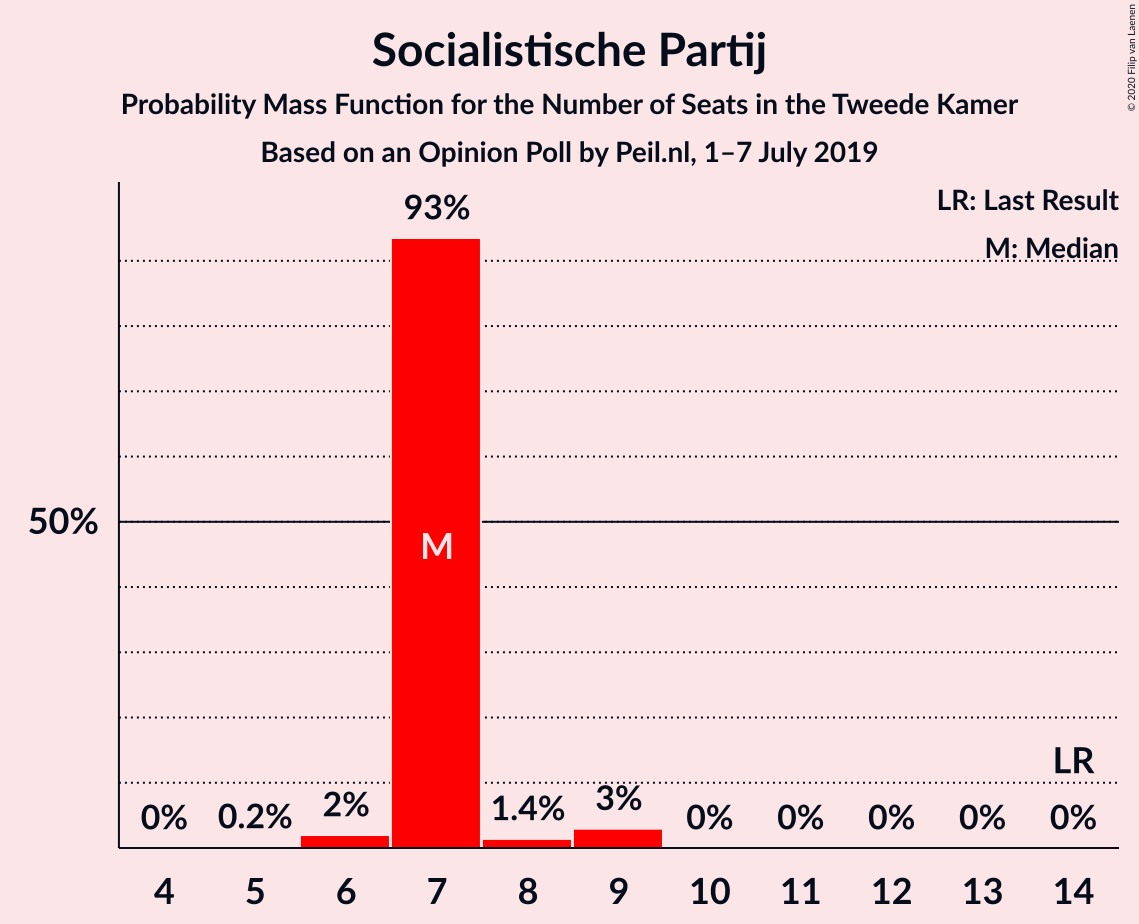 Socialistische Partij
Probability Mass Function for the Number of Seats in the Tweede Kamer
Based on an Opinion Poll by Peil.nl, 1–7 July 2019
© 2020 Filip van Laenen
LR: Last Result
M: Median
93%
50%
M
LR
0% 0.2% 2% 1.4% 3% 0% 0% 0% 0% 0%
4 5 6 7 8 9 10 11 12 13 14